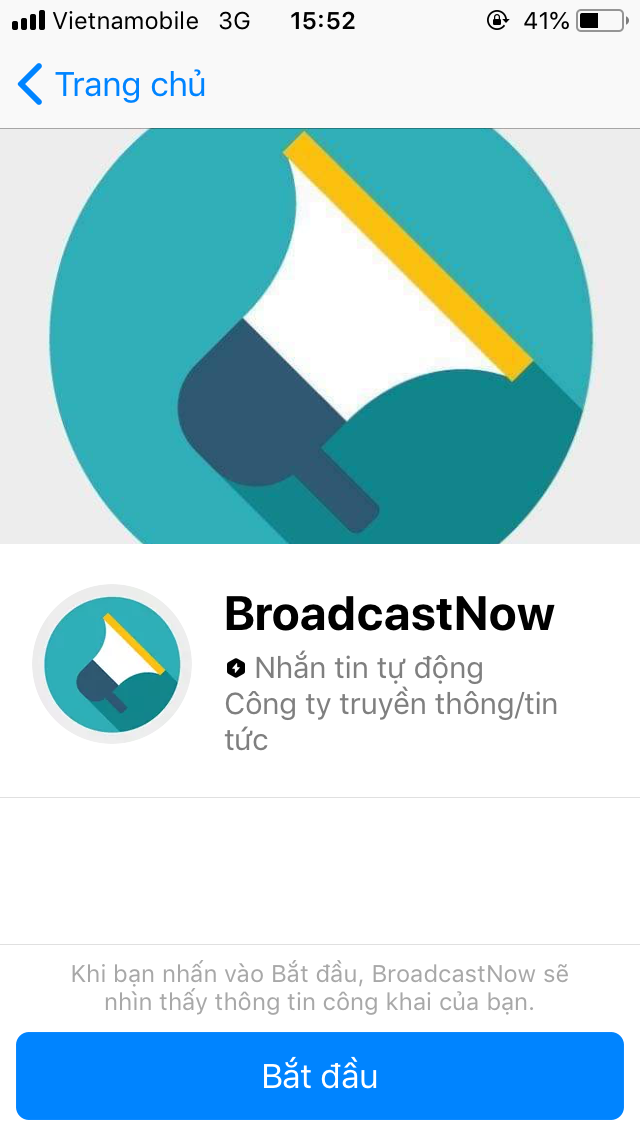 Vietnamobile 3G 15:52 41%
Trang chủ
BroadcastNow
Nhắn tin tự động
Công ty truyền thông/tin
tức
Khi bạn nhấn vào Bắt đầu, BroadcastNow sẽ
nhìn thấy thông tin công khai của bạn.
Bắt đầu